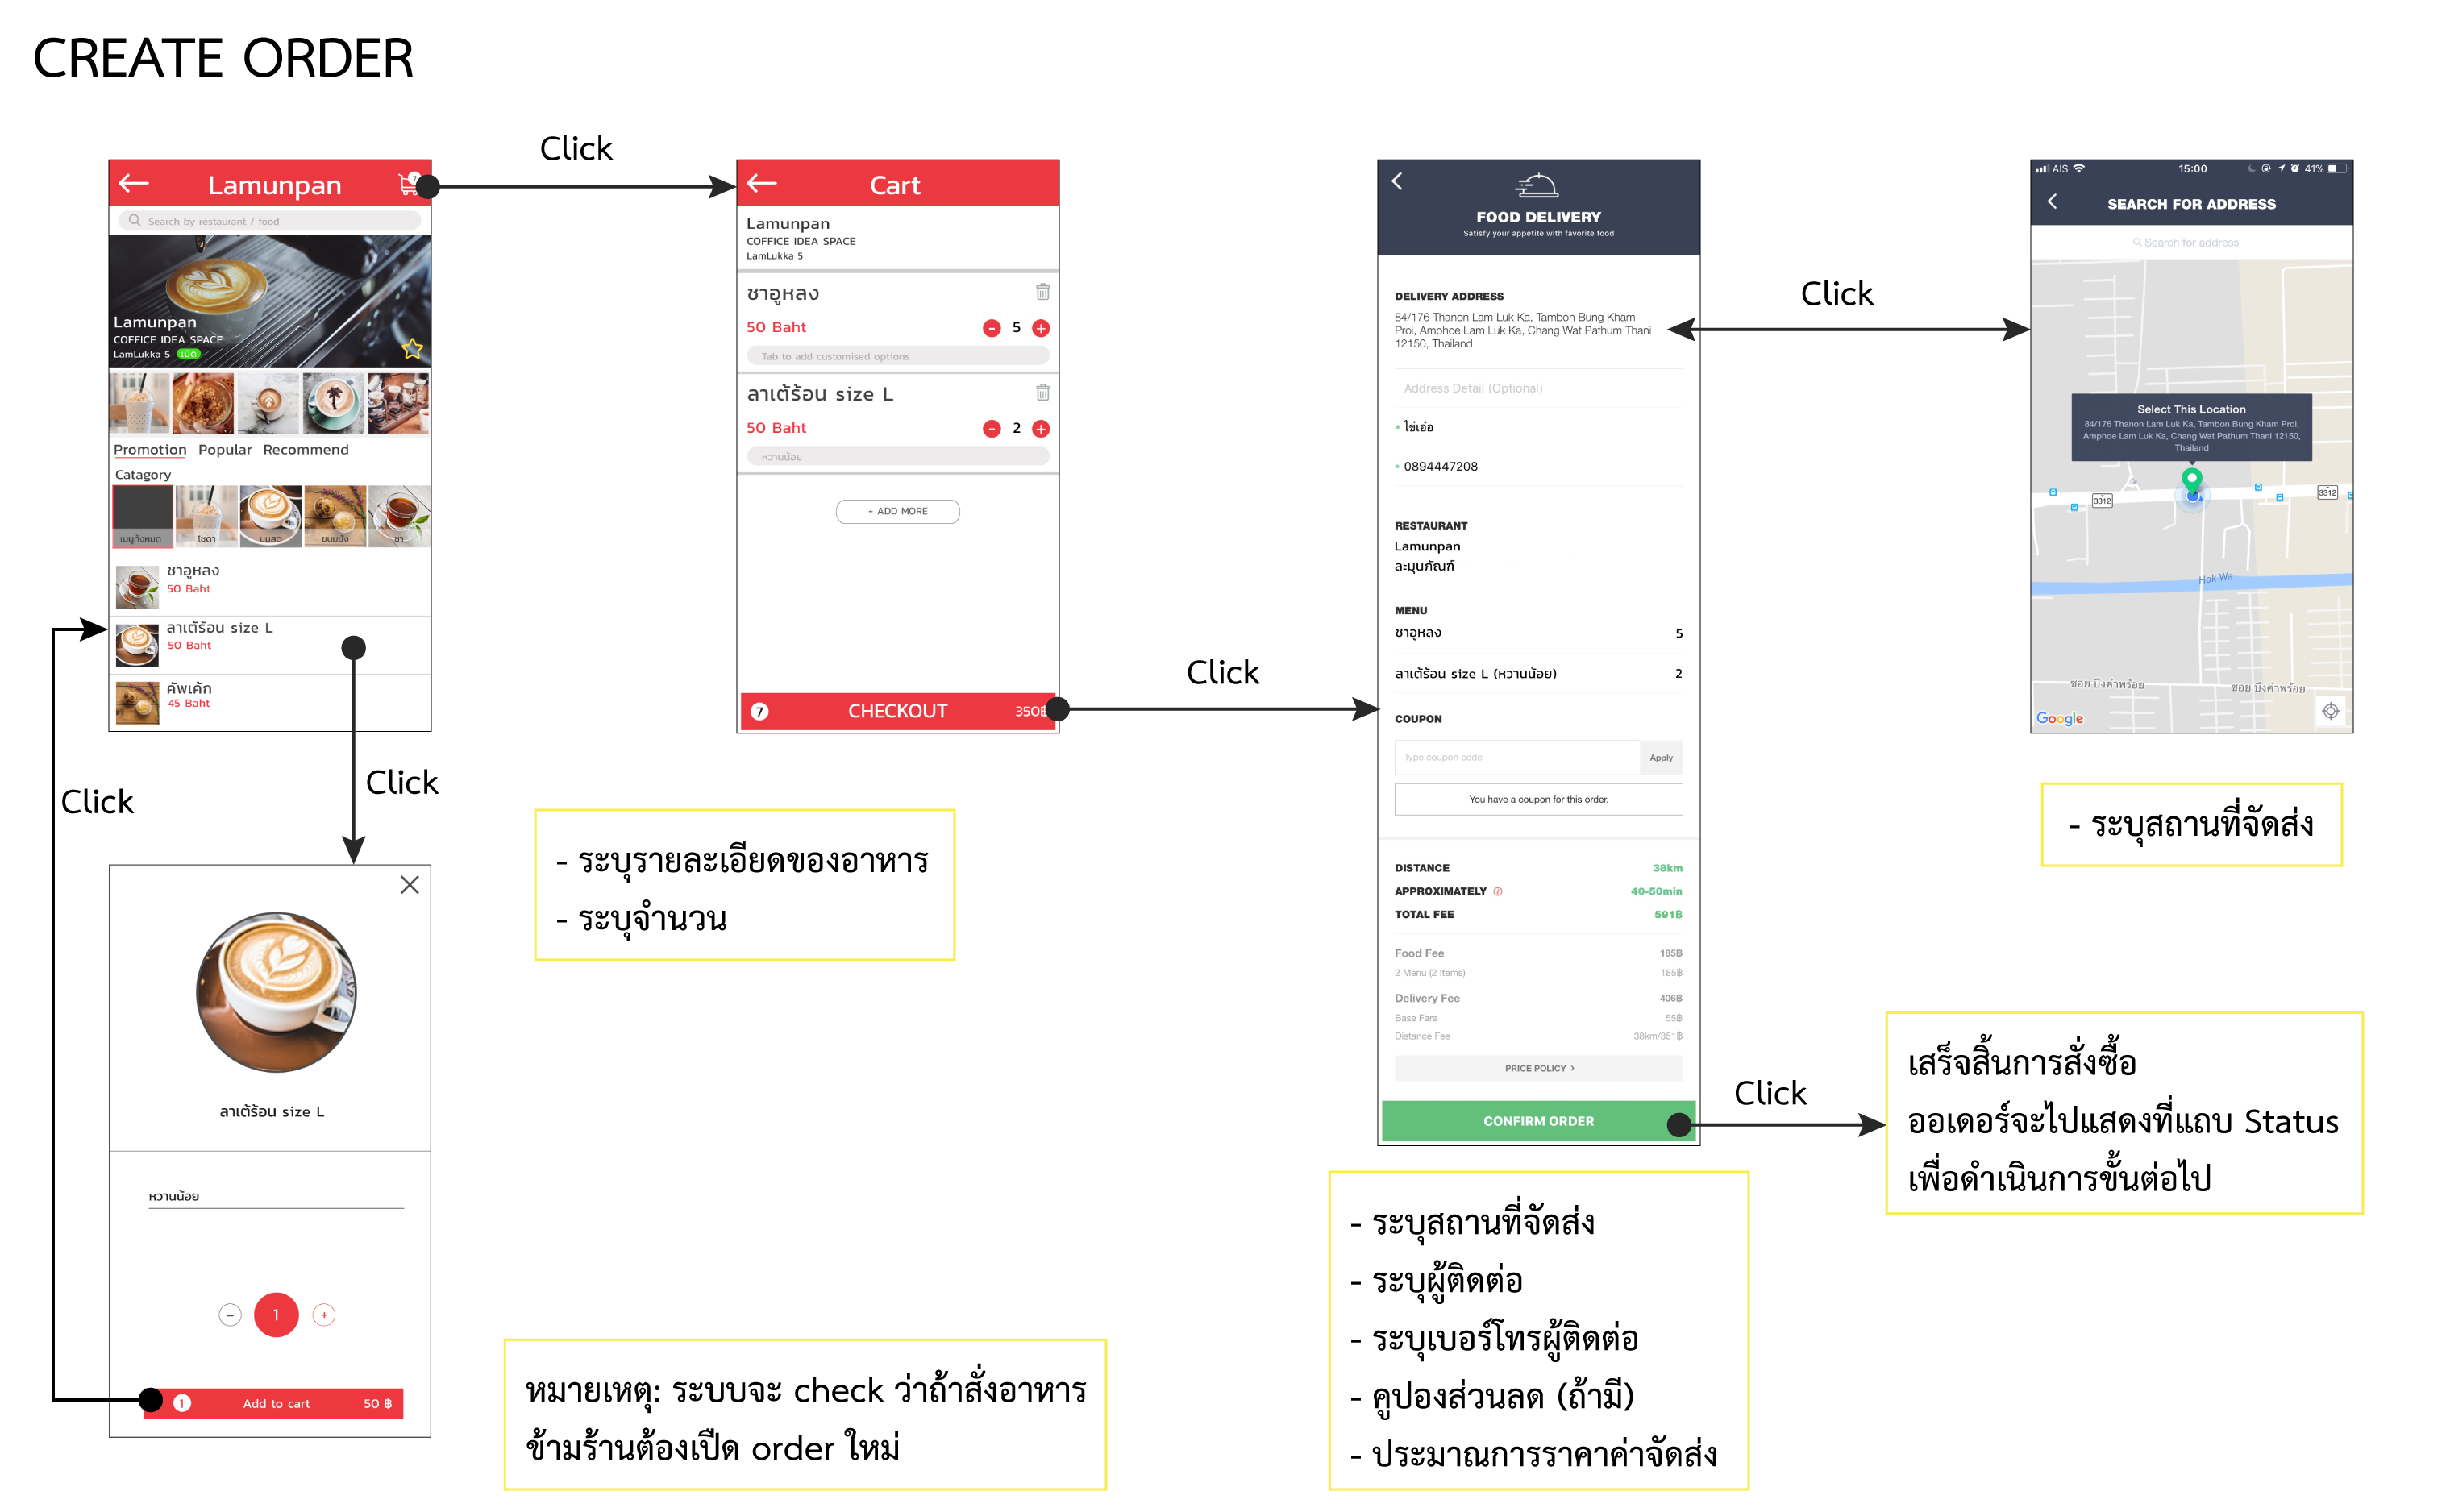 CREATE ORDER
Click
Lamunpan
7
Search by restaurant / food
Lamunpan
COFFICE IDEA SPACE
LamLukka 5 เปิด
Promotion Popular Recommend
Catagory
เมนูทั้งหมด โซดา นมสด ขนมปัง ชา
ชาอูหลง
50 Baht
ลาเต้ร้อน size L
50 Baht
คัพเค้ก
45 Baht
Click
Click
ลาเต้ร้อน size L
หวานน้อย
- 1 +
1 Add to cart 50 ฿
Cart
Lamunpan
COFFICE IDEA SPACE
LamLukka 5
ชาอูหลง
50 Baht - 5 +
Tab to add customised options
ลาเต้ร้อน size L
50 Baht - 2 +
หวานน้อย
+ ADD MORE
7 CHECKOUT 350฿
Click
- ระบุรายละเอียดของอาหาร
- ระบุจำนวน
หมายเหตุ: ระบบจะ check ว่าถ้าสั่งอาหาร
ข้ามร้านต้องเปิด order ใหม่
FOOD DELIVERY
Satisfy your appetite with favorite food
DELIVERY ADDRESS
84/176 Thanon Lam Luk Ka, Tambon Bung Kham
Proi, Amphoe Lam Luk Ka, Chang Wat Pathum Thani
12150, Thailand
Address Detail (Optional)
ไข่เอ๋อ
0894447208
RESTAURANT
Lamunpan
ละมุนภัณฑ์
MENU
ชาอูหลง 5
ลาเต้ร้อน size L (หวานน้อย) 2
COUPON
Type coupon code Apply
You have a coupon for this order.
DISTANCE 38km
APPROXIMATELY 40-50min
TOTAL FEE 591฿
Food Fee 185฿
2 Menu (2 Items) 185฿
Delivery Fee 406฿
Base Fare 55฿
Distance Fee 38km/351฿
PRICE POLICY >
CONFIRM ORDER
Click
- ระบุสถานที่จัดส่ง
- ระบุผู้ติดต่อ
- ระบุเบอร์โทรผู้ติดต่อ
- คูปองส่วนลด (ถ้ามี)
- ประมาณการราคาค่าจัดส่ง
เสร็จสิ้นการสั่งซื้อ
ออเดอร์จะไปแสดงที่แถบ Status
เพื่อดำเนินการขั้นต่อไป
Click
AIS 15:00 41%
SEARCH FOR ADDRESS
Search for address
Select This Location
84/176 Thanon Lam Luk Ka, Tambon Bung Kham Proi,
Amphoe Lam Luk Ka, Chang Wat Pathum Thani 12150,
Thailand
3312
3312
Hok Wa
ซอย บึงคำพร้อย
ซอย บึงคำพร้อย
Google
- ระบุสถานที่จัดส่ง